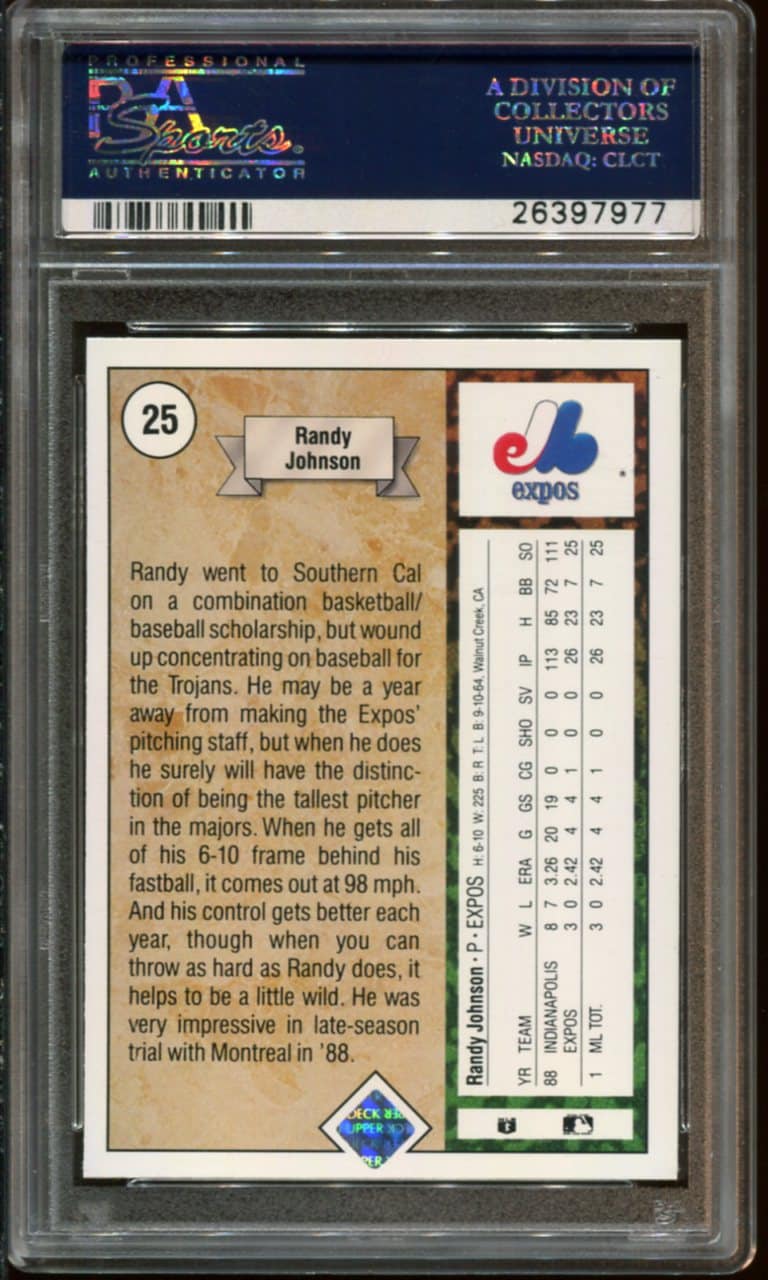 PROFESSIONAL
PSA
Sports.
AUTHENTICATOR
A DIVISION OF
COLLECTORS
UNIVERSE
NASDAQ: CLCT
26397977
25
Randy
Johnson
Randy went to Southern Cal
on a combination basketball/
baseball scholarship, but wound
up concentrating on baseball for
the Trojans. He may be a year
away from making the Expos'
pitching staff, but when he does
he surely will have the distinc-
tion of being the tallest pitcher
in the majors. When he gets all
of his 6-10 frame behind his
fastball, it comes out at 98 mph.
And his control gets better each
year, though when you can
throw as hard as Randy does, it
helps to be a little wild. He was
very impressive in late-season
trial with Montreal in '88.
DECK
UPPER
expos
Randy Johnson • P • EXPOS H: 6-10 W: 225 B: R T: L B: 9-10-64, Walnut Creek, CA
YR TEAM W L ERA G GS CG SHO SV IP H BB SO
88 INDIANAPOLIS 8 7 3.26 20 19 0 0 0 113 85 72 111
EXPOS 3 0 2.42 4 4 1 0 0 26 23 7 25
1 ML TOT. 3 0 2.42 4 4 1 0 0 26 23 7 25